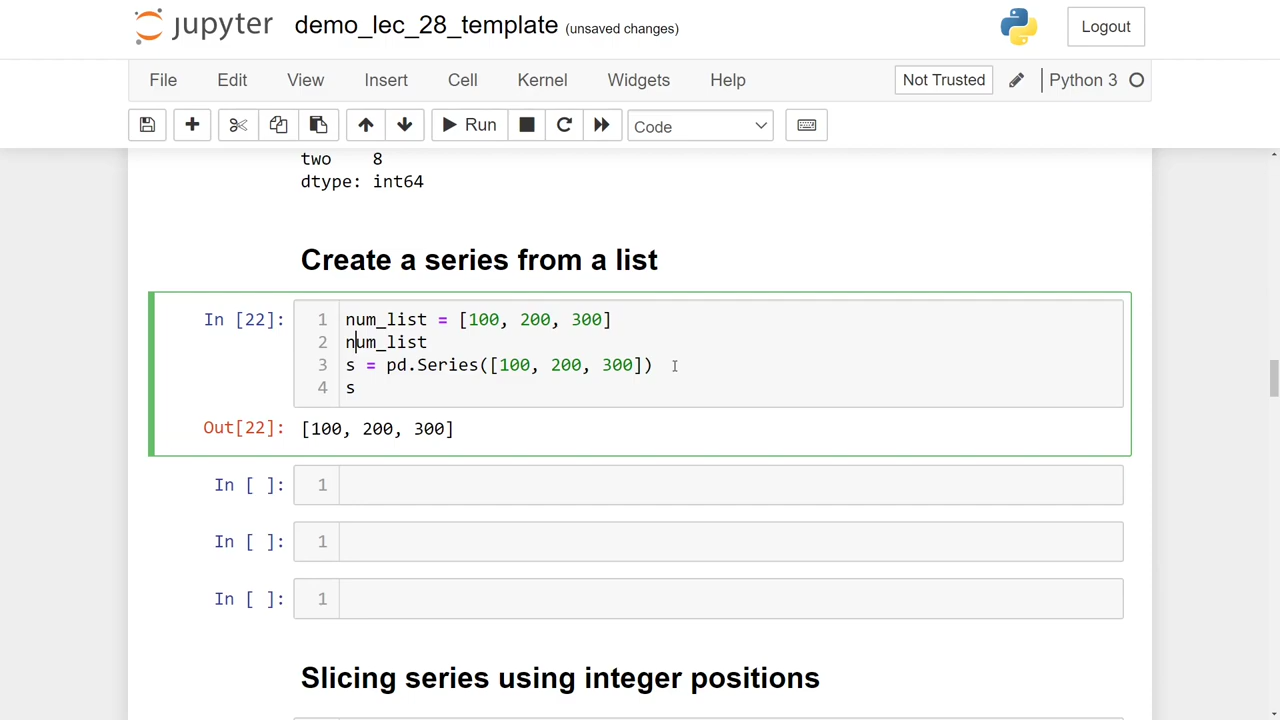 jupyter demo_lec_28_template (unsaved changes) Logout
File Edit View Insert Cell Kernel Widgets Help Not Trusted Python 3
Run Code
two 8
dtype: int64
Create a series from a list
In [22]: 1 num_list = [100, 200, 300]
2 num_list
3 s = pd.Series([100, 200, 300])
4 s
Out[22]: [100, 200, 300]
In [ ]: 1
In [ ]: 1
In [ ]: 1
Slicing series using integer positions